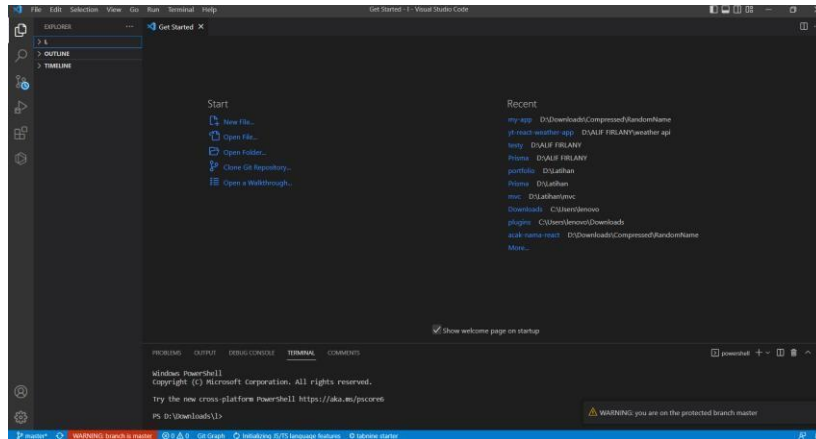 File Edit Selection View Go Run Terminal Help
Get Started - l - Visual Studio Code
EXPLORER
Get Started
OUTLINE
TIMELINE
Start
New File...
Open File...
Open Folder...
Clone Git Repository...
Open a Walkthrough...
Recent
my-app D:\Downloads\Compressed\RandomName
yt-react-weather-app D:\ALIF FIRLANY\weather api
testy D:\ALIF FIRLANY
Prisma D:\ALIF FIRLANY
portfolio D:\Latihan
Prisma D:\Latihan
mvc D:\Latihan\mvc
Downloads C:\Users\lenovo
plugins C:\Users\lenovo\Downloads
acak-nama-react D:\Downloads\Compressed\RandomName
More...
Show welcome page on startup
PROBLEMS OUTPUT DEBUG CONSOLE TERMINAL COMMENTS
powershell
Windows PowerShell
Copyright (C) Microsoft Corporation. All rights reserved.
Try the new cross-platform PowerShell https://aka.ms/pscore6
PS D:\Downloads\l>
WARNING: you are on the protected branch master
master* WARNING: branch is master 0 0 Git Graph Initializing JS/TS language features tabnine starter